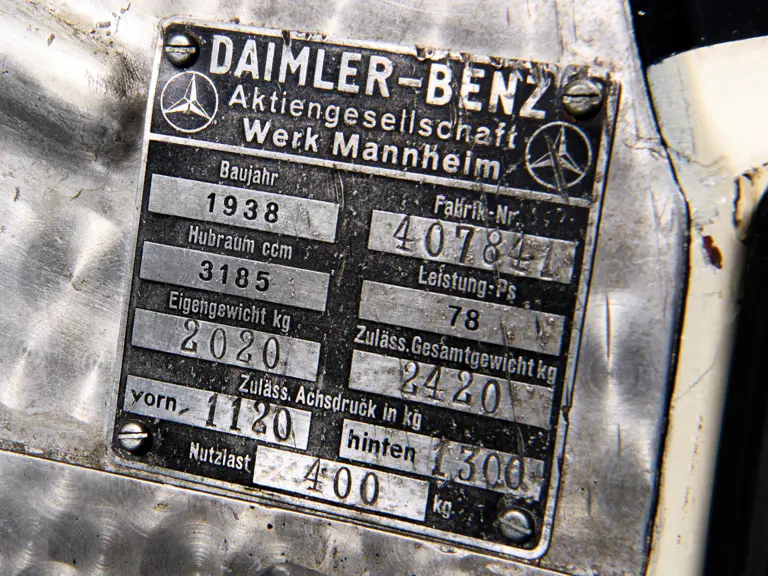 DAIMLER-BENZ
Aktiengesellschaft
Werk Mannheim
Baujahr Fabrik-Nr.
1938 407841
Hubraum ccm Leistung-Ps
3185 78
Eigengewicht kg Zuläss. Gesamtgewicht kg
2020 2420
Zuläss. Achsdruck in kg
vorn 1120 hinten 1300
Nutzlast 400 kg